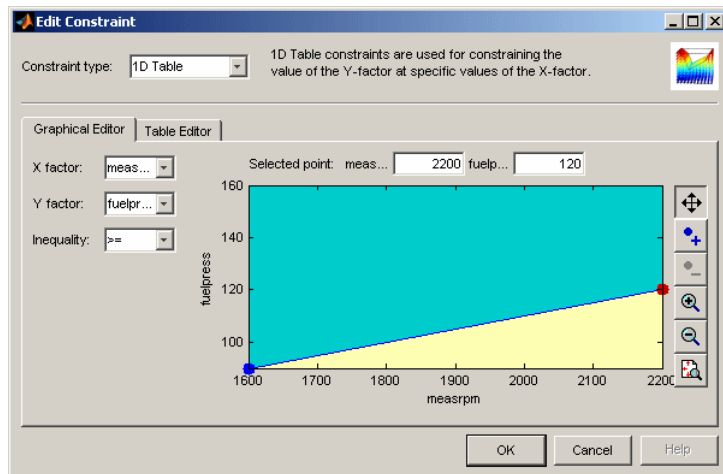 Edit Constraint
Constraint type: 1D Table 1D Table constraints are used for constraining the
value of the Y-factor at specific values of the X-factor.
Graphical Editor Table Editor
X factor: meas... Selected point: meas... 2200 fuelp... 120
Y factor: fuelpr...
Inequality: >=
160
140
120
100
fuelpress
1600 1700 1800 1900 2000 2100 2200
measrpm
OK Cancel Help